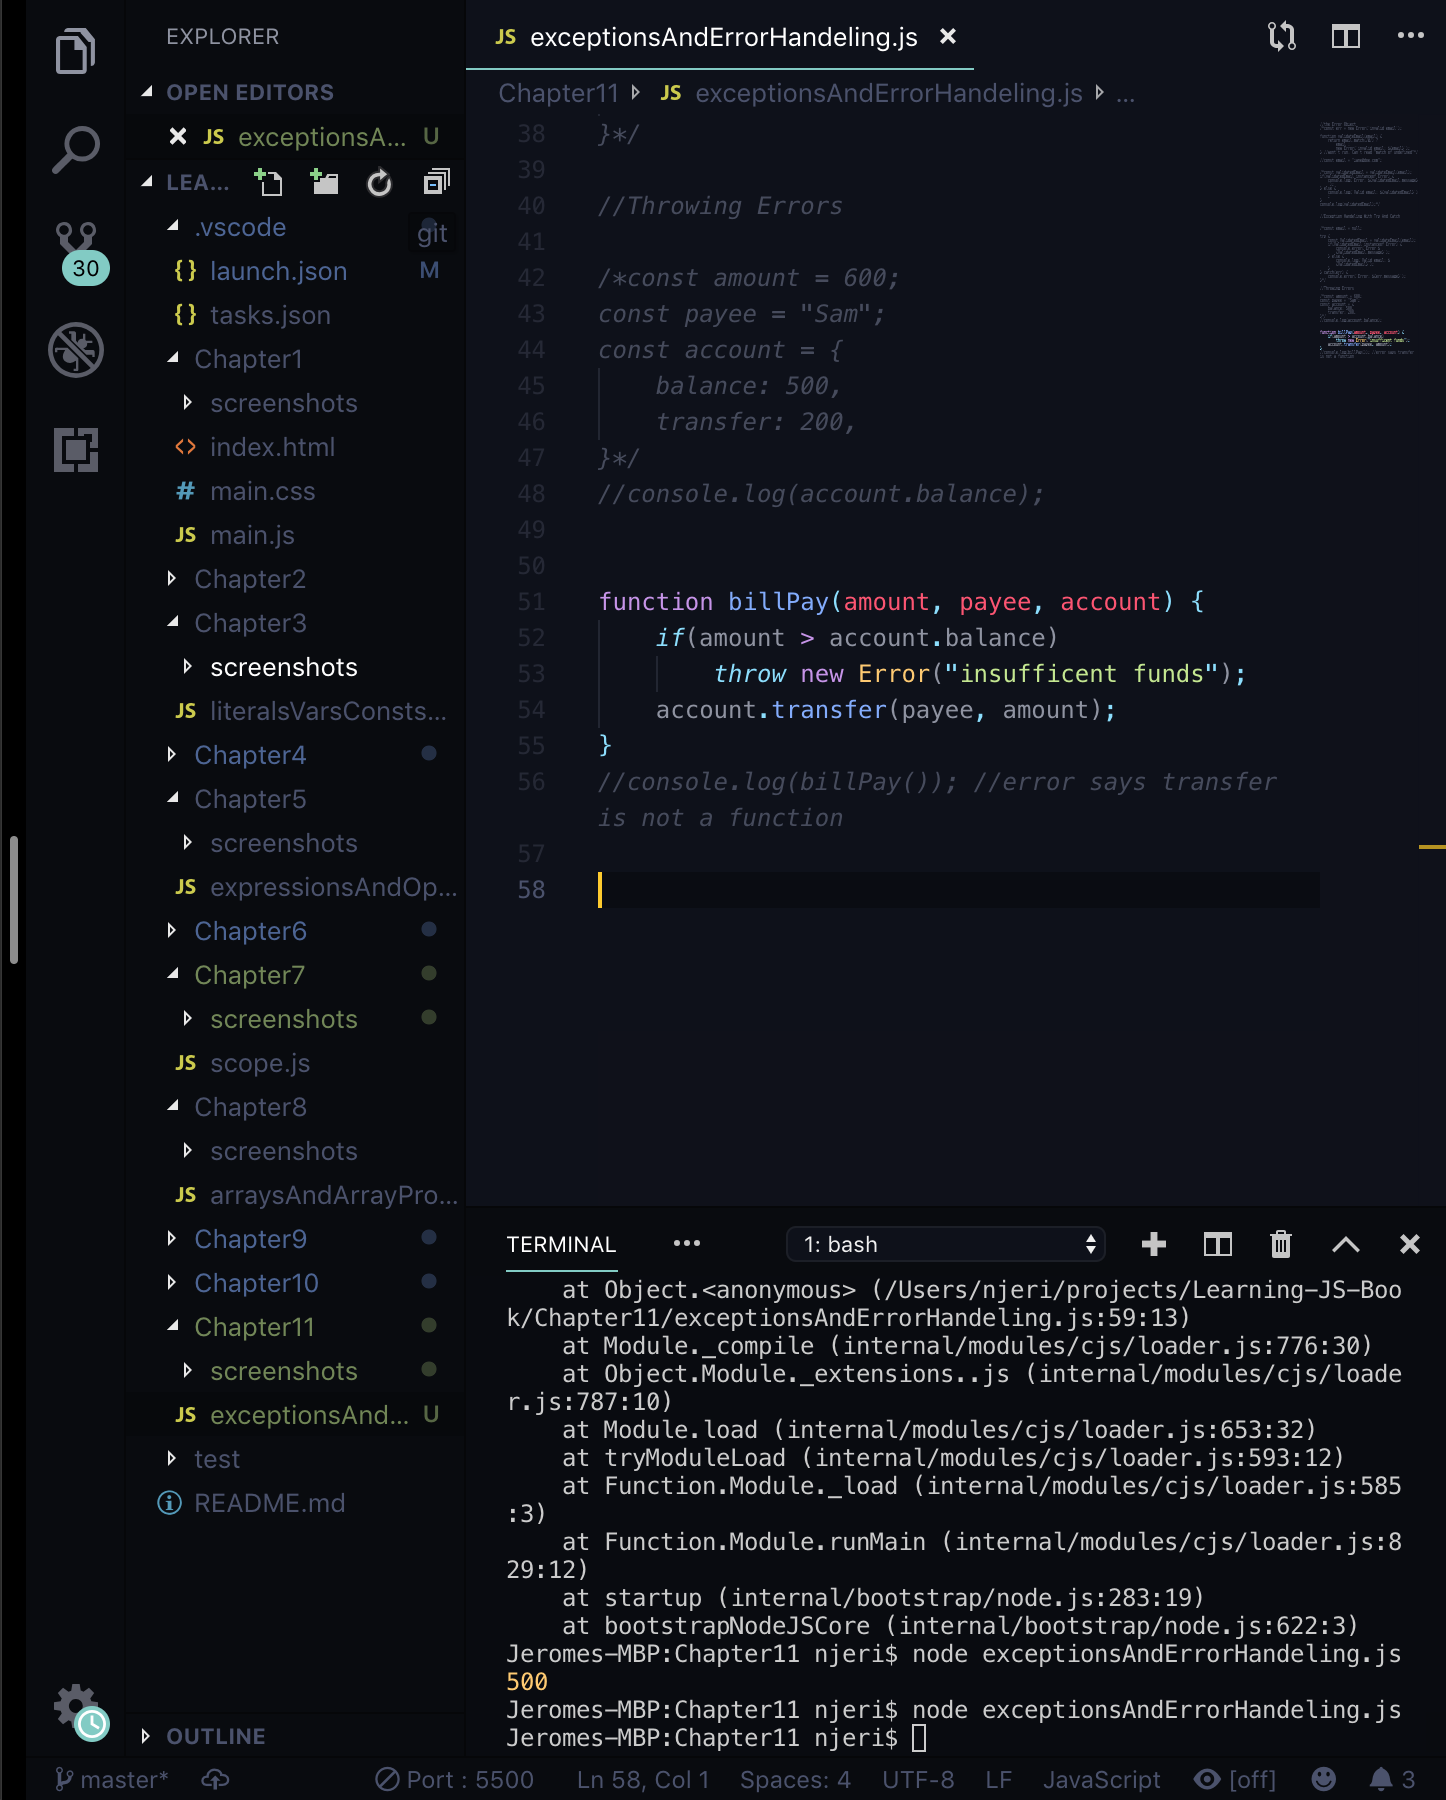 EXPLORER
OPEN EDITORS
JS exceptionsA... U
LEA...
.vscode
git
{} launch.json M
{} tasks.json
Chapter1
screenshots
<> index.html
# main.css
JS main.js
Chapter2
Chapter3
screenshots
JS literalsVarsConsts...
Chapter4
Chapter5
screenshots
JS expressionsAndOp...
Chapter6
Chapter7
screenshots
JS scope.js
Chapter8
screenshots
JS arraysAndArrayPro...
Chapter9
Chapter10
Chapter11
screenshots
JS exceptionsAnd... U
test
README.md
OUTLINE
30
JS exceptionsAndErrorHandeling.js
Chapter11 JS exceptionsAndErrorHandeling.js ...
38 }*/
39
40 //Throwing Errors
41
42 /*const amount = 600;
43 const payee = "Sam";
44 const account = {
45 balance: 500,
46 transfer: 200,
47 }*/
48 //console.log(account.balance);
49
50
51 function billPay(amount, payee, account) {
52 if(amount > account.balance)
53 throw new Error("insufficent funds");
54 account.transfer(payee, amount);
55 }
56 //console.log(billPay()); //error says transfer
is not a function
57
58
TERMINAL ... 1: bash
at Object.<anonymous> (/Users/njeri/projects/Learning-JS-Boo
k/Chapter11/exceptionsAndErrorHandeling.js:59:13)
at Module._compile (internal/modules/cjs/loader.js:776:30)
at Object.Module._extensions..js (internal/modules/cjs/loade
r.js:787:10)
at Module.load (internal/modules/cjs/loader.js:653:32)
at tryModuleLoad (internal/modules/cjs/loader.js:593:12)
at Function.Module._load (internal/modules/cjs/loader.js:585
:3)
at Function.Module.runMain (internal/modules/cjs/loader.js:8
29:12)
at startup (internal/bootstrap/node.js:283:19)
at bootstrapNodeJSCore (internal/bootstrap/node.js:622:3)
Jeromes-MBP:Chapter11 njeri$ node exceptionsAndErrorHandeling.js
500
Jeromes-MBP:Chapter11 njeri$ node exceptionsAndErrorHandeling.js
Jeromes-MBP:Chapter11 njeri$
master* Port : 5500 Ln 58, Col 1 Spaces: 4 UTF-8 LF JavaScript [off] 3